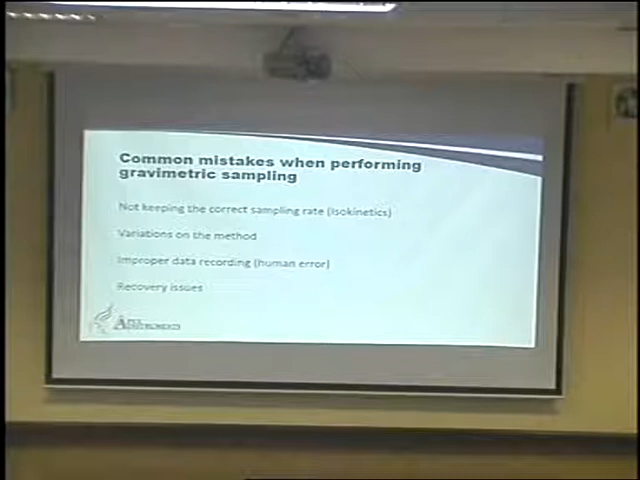 Common mistakes when performing
gravimetric sampling
Not keeping the correct sampling rate (Isokinetics)
Variations on the method
Improper data recording (human error)
Recovery issues